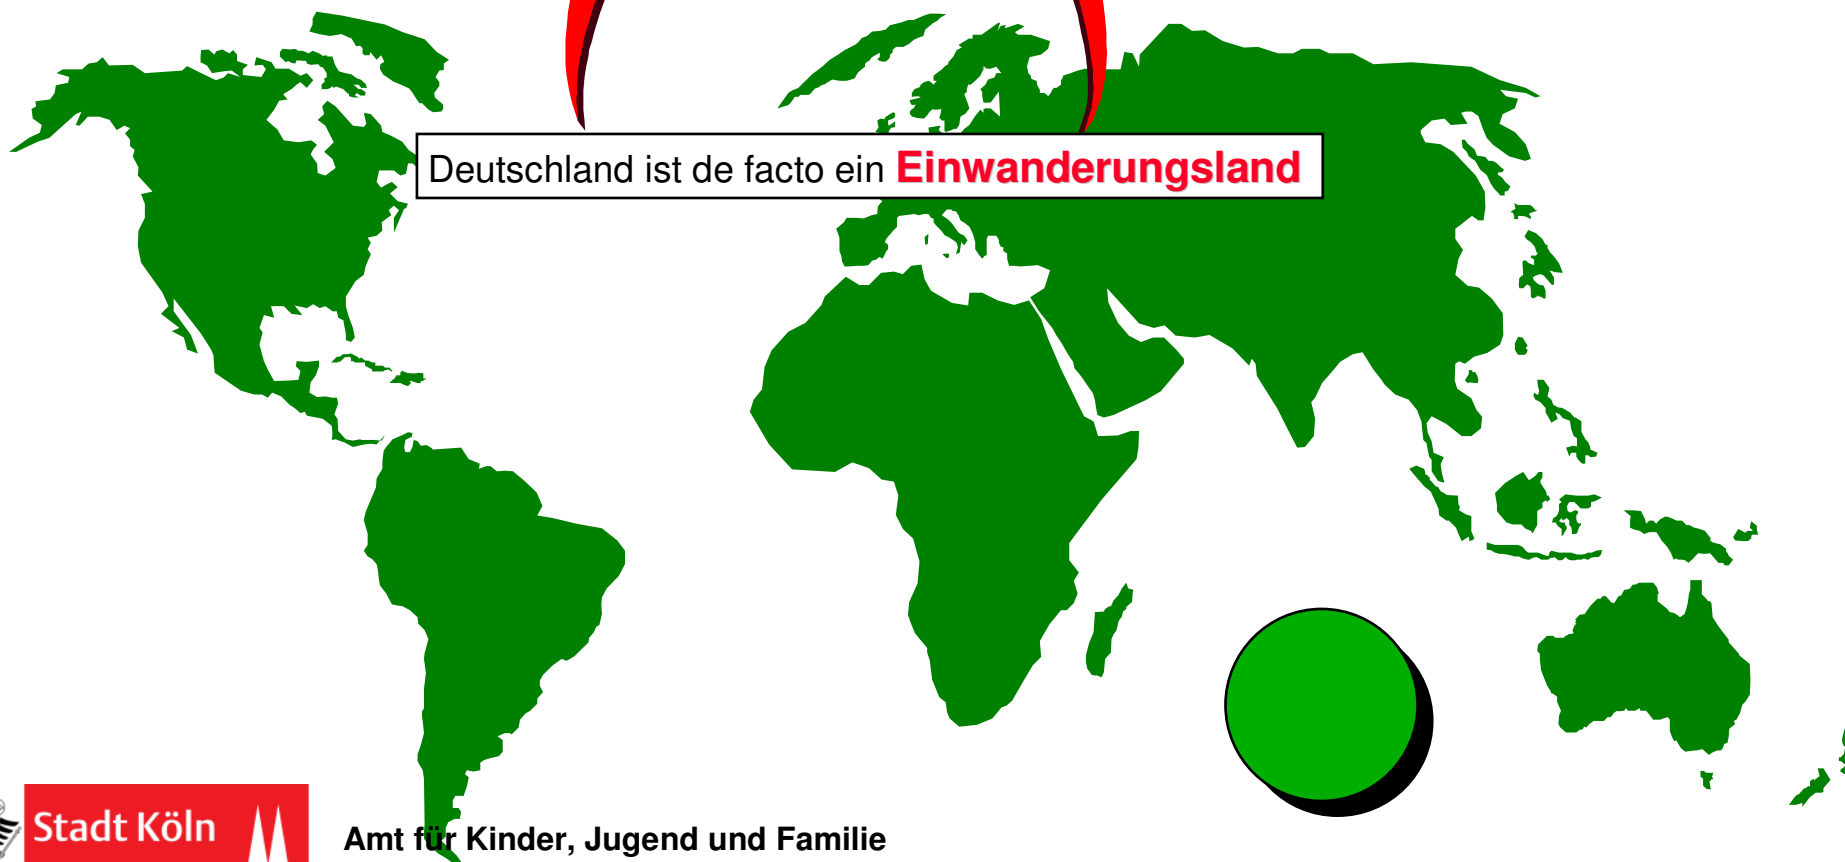 Deutschland ist de facto ein Einwanderungsland
Stadt Köln
Amt für Kinder, Jugend und Familie